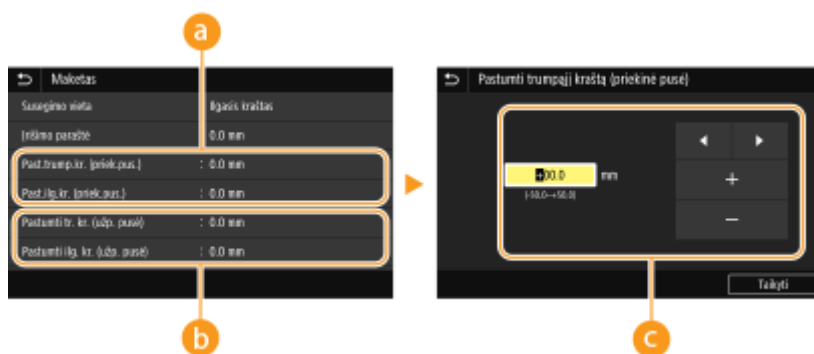 a
Maketas
Susegimo vieta
Ilgasis kraštas
Įrišimo paraštė
0.0 mm
Past.trump.kr. (priek.pus.)
: 0.0 mm
Past.ilg.kr. (priek.pus.)
: 0.0 mm
Pastumti tr. kr. (užp. pusė)
: 0.0 mm
Pastumti ilg. kr. (užp. pusė)
: 0.0 mm
b
Pastumti trumpąjį kraštą (priekinė pusė)
+00.0 mm
(-50.0~+50.0)
+
−
Taikyti
c